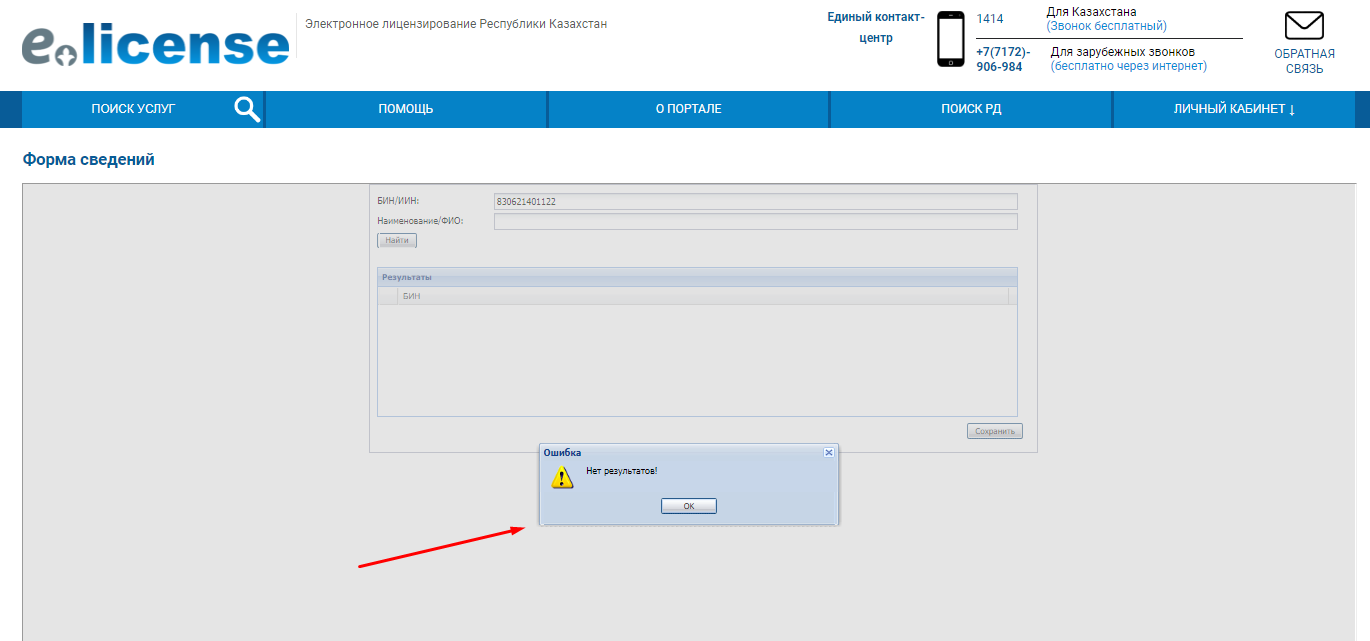 e.license
Электронное лицензирование Республики Казахстан
Единый контакт-
центр
1414
Для Казахстана
(Звонок бесплатный)
+7(7172)-
906-984
Для зарубежных звонков
(бесплатно через интернет)
ОБРАТНАЯ
СВЯЗЬ
ПОИСК УСЛУГ
ПОМОЩЬ
О ПОРТАЛЕ
ПОИСК РД
ЛИЧНЫЙ КАБИНЕТ ↓
Форма сведений
БИН/ИИН:
830621401122
Наименование/ФИО:
Найти
Результаты
БИН
Сохранить
Ошибка
Нет результатов!
OK